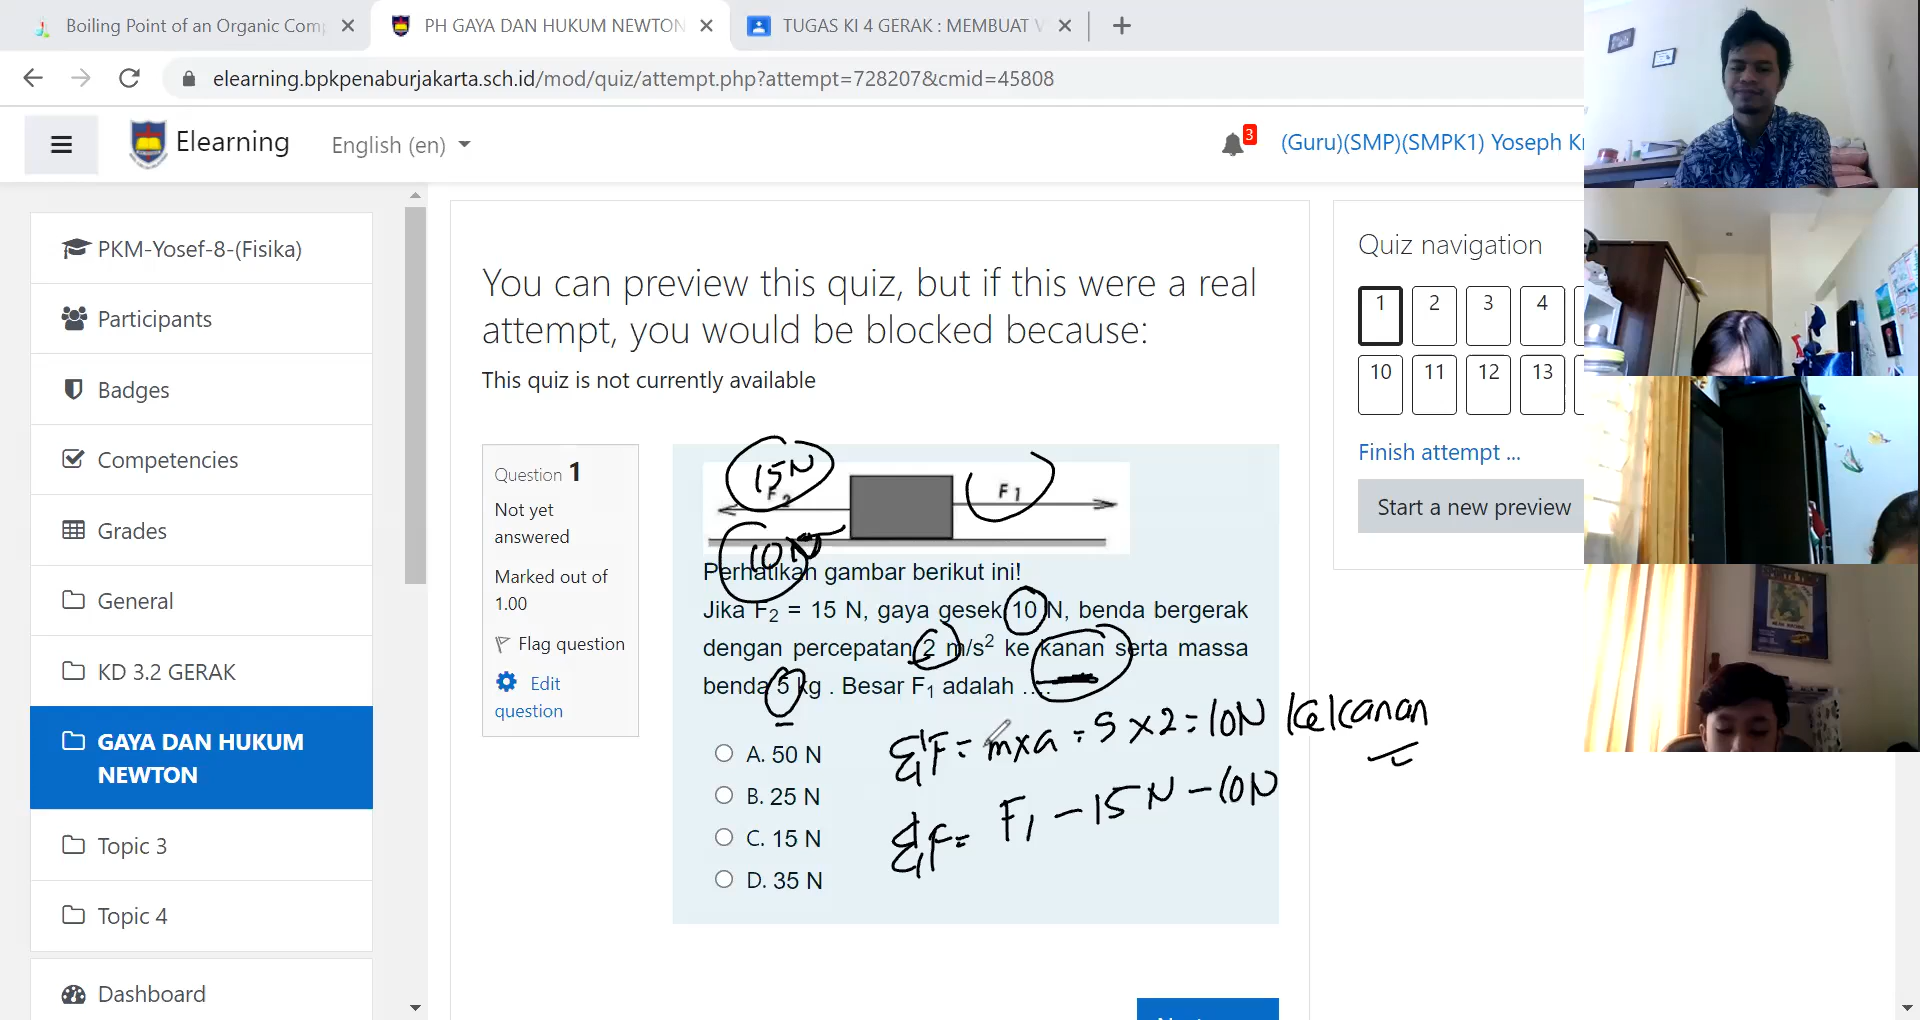 Boiling Point of an Organic Com
PH GAYA DAN HUKUM NEWTON
TUGAS KI 4 GERAK : MEMBUAT V
elearning.bpkpenaburjakarta.sch.id/mod/quiz/attempt.php?attempt=728207&cmid=45808
Elearning
English (en)
3
(Guru)(SMP)(SMPK1) Yoseph Kr
PKM-Yosef-8-(Fisika)
Participants
Badges
Competencies
Grades
General
KD 3.2 GERAK
GAYA DAN HUKUM
NEWTON
Topic 3
Topic 4
Dashboard
You can preview this quiz, but if this were a real
attempt, you would be blocked because:
This quiz is not currently available
Question 1
Not yet
answered
Marked out of
1.00
Flag question
Edit
question
15N
F2
F1
10N
Perhatikan gambar berikut ini!
Jika F2 = 15 N, gaya gesek 10 N, benda bergerak
dengan percepatan 2 m/s2 ke kanan serta massa
benda 5 kg . Besar F1 adalah ....
A. 50 N
B. 25 N
C. 15 N
D. 35 N
ΣF = m x a = 5 x 2 = 10N ke kanan
ΣF = F1 - 15N - 10N
Quiz navigation
1 2 3 4
10 11 12 13
Finish attempt ...
Start a new preview